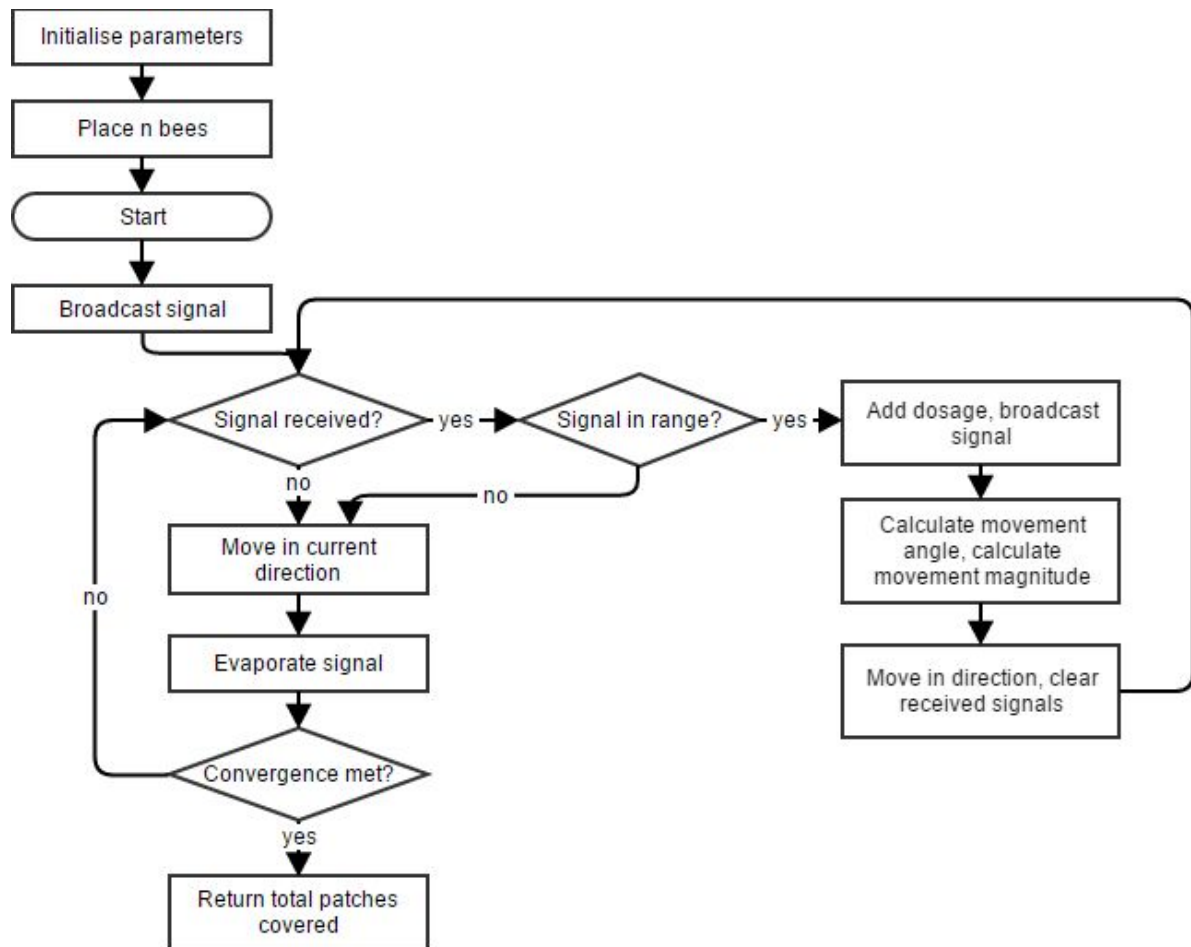 Initialise parameters
Place n bees
Start
Broadcast signal
Signal received?
yes
Signal in range?
yes
Add dosage, broadcast
signal
no
no
Move in current
direction
Calculate movement
angle, calculate
movement magnitude
no
Evaporate signal
Move in direction, clear
received signals
Convergence met?
yes
Return total patches
covered